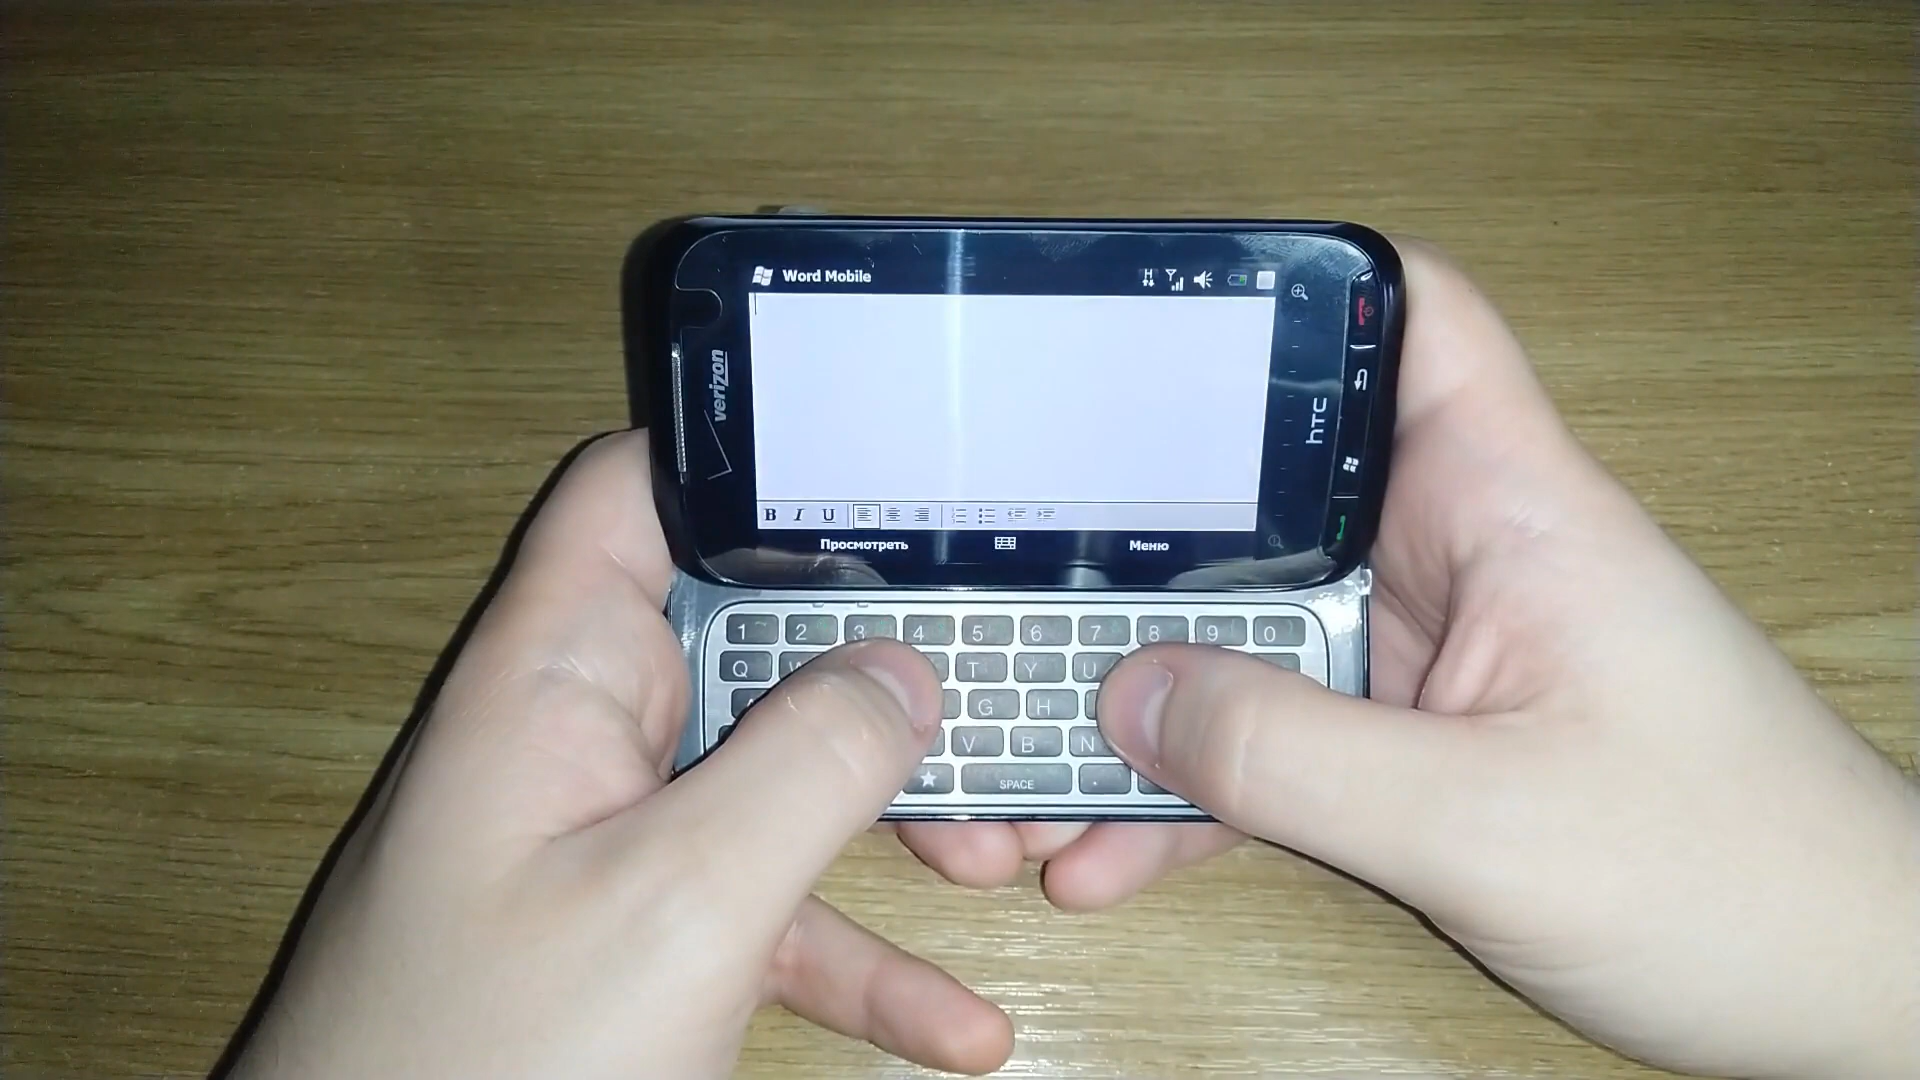 Word Mobile
verizon
hTC
B I U
Просмотреть Меню
1 2 3 4 5 6 7 8 9 0
Q W T Y U
G H
V B N
SPACE .